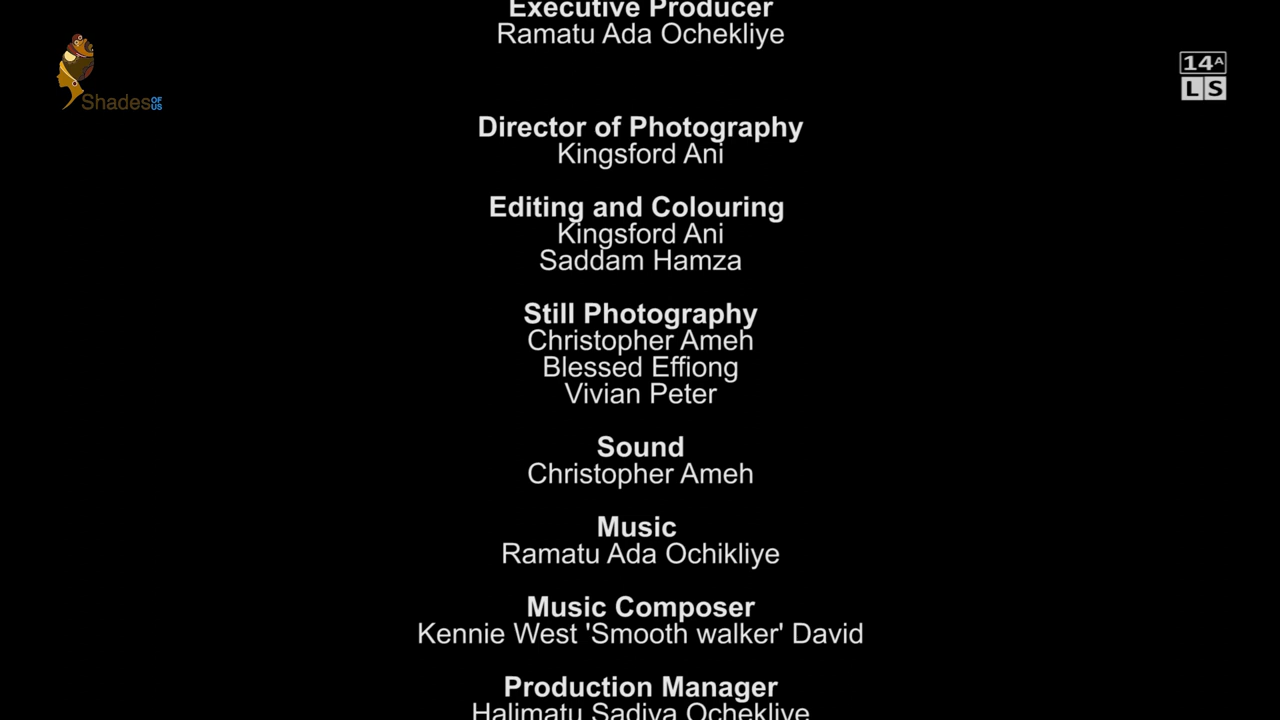 Executive Producer
Ramatu Ada Ochekliye
Shades OF US
14A
L S
Director of Photography
Kingsford Ani
Editing and Colouring
Kingsford Ani
Saddam Hamza
Still Photography
Christopher Ameh
Blessed Effiong
Vivian Peter
Sound
Christopher Ameh
Music
Ramatu Ada Ochikliye
Music Composer
Kennie West 'Smooth walker' David
Production Manager
Halimatu Sadiya Ochekliye